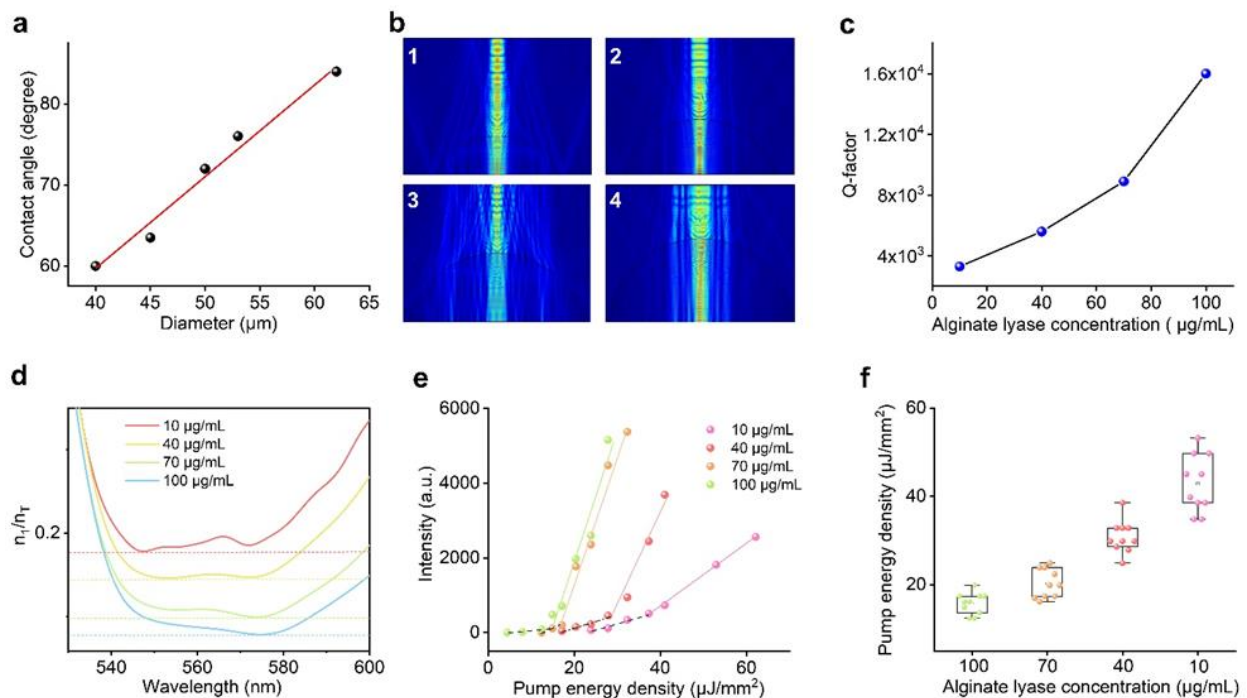 a
Contact angle (degree)
80
70
60
40 45 50 55 60 65
Diameter (µm)
b
1
2
3
4
c
Q-factor
1.6x10⁴
1.2x10⁴
8x10³
4x10³
0 20 40 60 80 100
Alginate lyase concentration ( µg/mL)
d
n₁/n_T
0.2
10 µg/mL
40 µg/mL
70 µg/mL
100 µg/mL
540 560 580 600
Wavelength (nm)
e
Intensity (a.u.)
6000
4000
2000
0
10 µg/mL
40 µg/mL
70 µg/mL
100 µg/mL
0 20 40 60
Pump energy density (µJ/mm²)
f
Pump energy density (µJ/mm²)
60
40
20
100 70 40 10
Alginate lyase concentration (µg/mL)